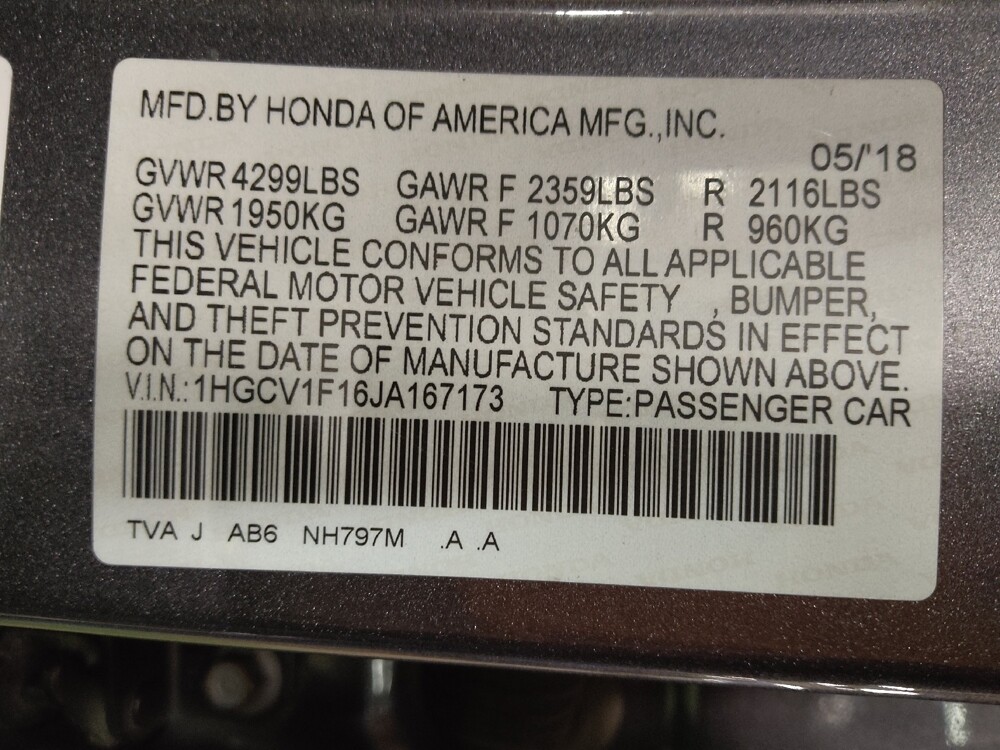 MFD.BY HONDA OF AMERICA MFG.,INC.
05/'18
GVWR 4299LBS GAWR F 2359LBS R 2116LBS
GVWR 1950KG GAWR F 1070KG R 960KG
THIS VEHICLE CONFORMS TO ALL APPLICABLE
FEDERAL MOTOR VEHICLE SAFETY , BUMPER,
AND THEFT PREVENTION STANDARDS IN EFFECT
ON THE DATE OF MANUFACTURE SHOWN ABOVE.
V.I.N.: 1HGCV1F16JA167173 TYPE:PASSENGER CAR
TVA J AB6 NH797M .A .A